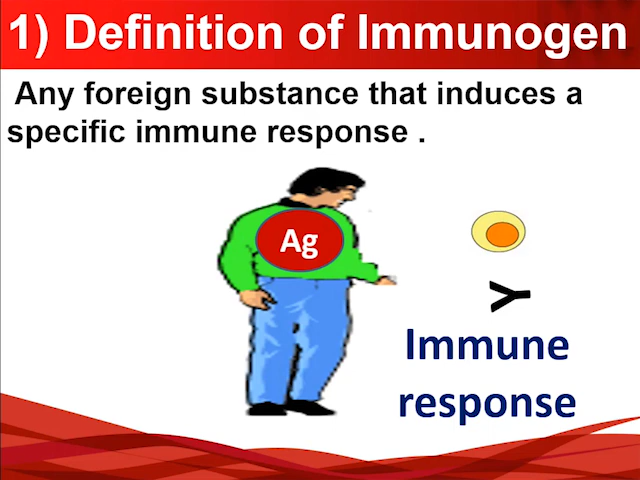 1) Definition of Immunogen
Any foreign substance that induces a
specific immune response .
Ag
Y
Immune
response